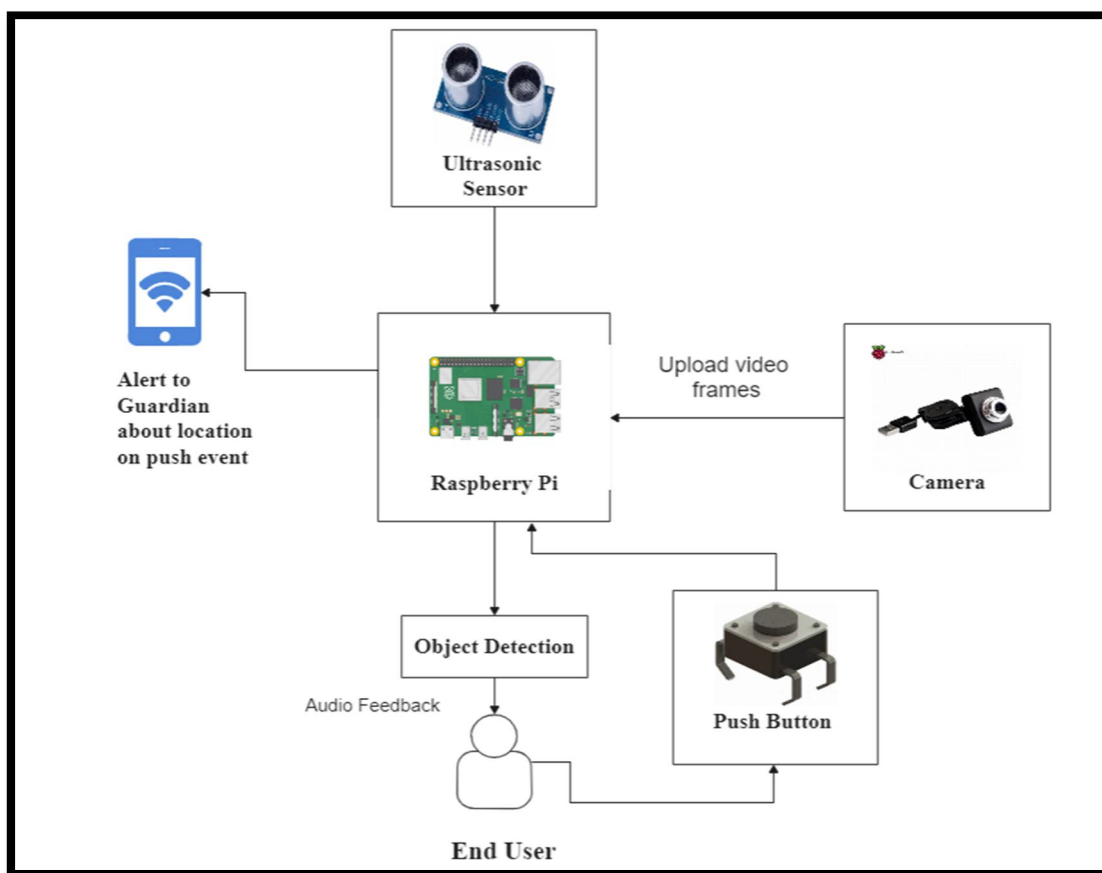 Ultrasonic
Sensor
Alert to
Guardian
about location
on push event
Raspberry Pi
Upload video
frames
Camera
Object Detection
Audio Feedback
Push Button
End User